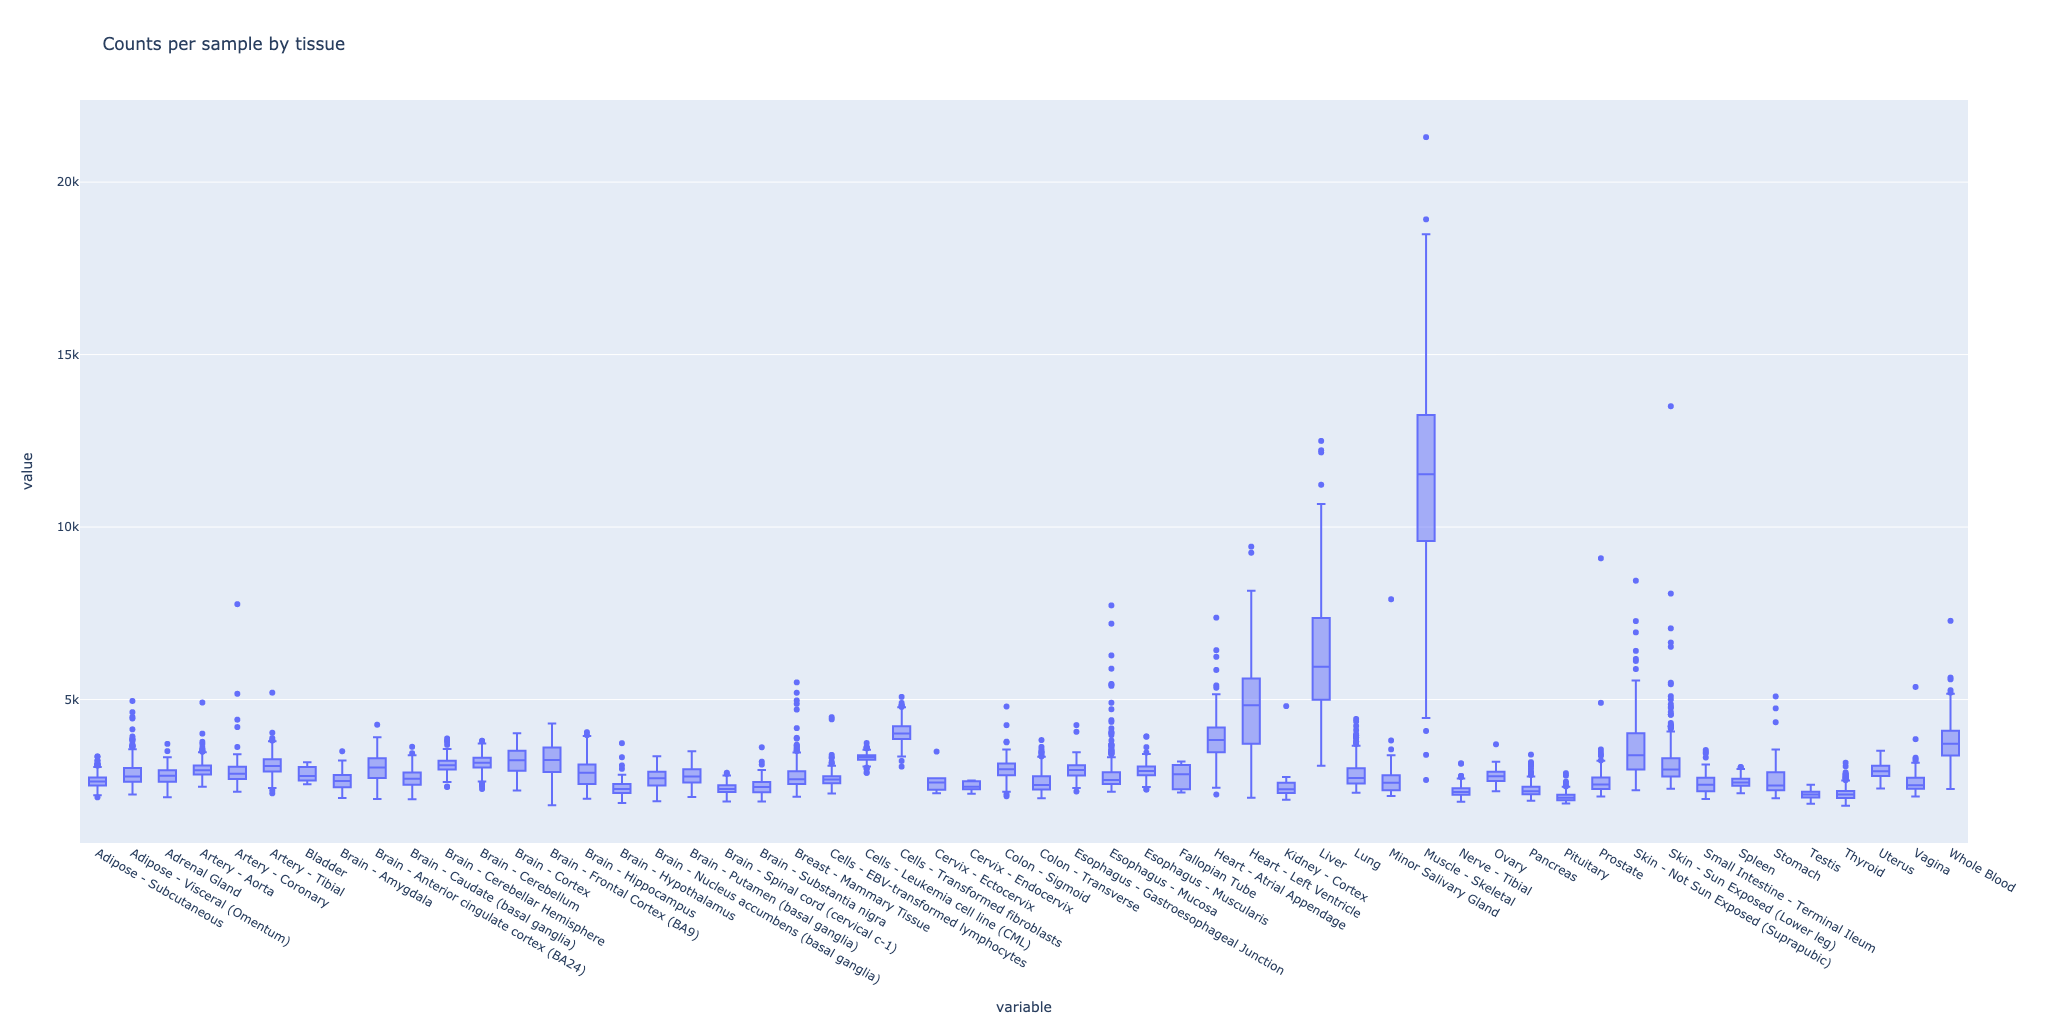 Counts per sample by tissue
20k
15k
10k
5k
value
Adipose - Subcutaneous
Adipose - Visceral (Omentum)
Adrenal Gland
Artery - Aorta
Artery - Coronary
Artery - Tibial
Bladder
Brain - Amygdala
Brain - Anterior cingulate cortex (BA24)
Brain - Caudate (basal ganglia)
Brain - Cerebellar Hemisphere
Brain - Cerebellum
Brain - Cortex
Brain - Frontal Cortex (BA9)
Brain - Hippocampus
Brain - Hypothalamus
Brain - Nucleus accumbens (basal ganglia)
Brain - Putamen (basal ganglia)
Brain - Spinal cord (cervical c-1)
Brain - Substantia nigra
Breast - Mammary Tissue
Cells - EBV-transformed lymphocytes
Cells - Leukemia cell line (CML)
Cells - Transformed fibroblasts
Cervix - Ectocervix
Cervix - Endocervix
Colon - Sigmoid
Colon - Transverse
Esophagus - Gastroesophageal Junction
Esophagus - Mucosa
Esophagus - Muscularis
Fallopian Tube
Heart - Atrial Appendage
Heart - Left Ventricle
Kidney - Cortex
Liver
Lung
Minor Salivary Gland
Muscle - Skeletal
Nerve - Tibial
Ovary
Pancreas
Pituitary
Prostate
Skin - Not Sun Exposed (Suprapubic)
Skin - Sun Exposed (Lower leg)
Small Intestine - Terminal Ileum
Spleen
Stomach
Testis
Thyroid
Uterus
Vagina
Whole Blood
variable